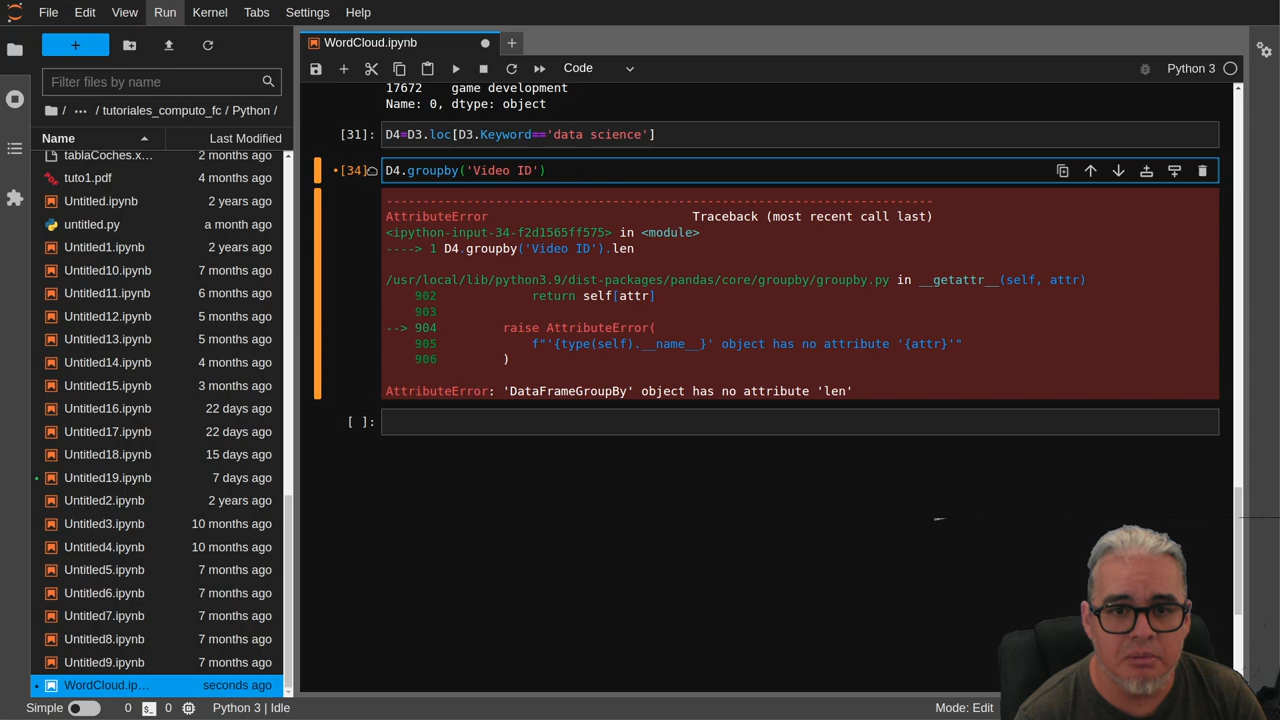 File Edit View Run Kernel Tabs Settings Help
+
Filter files by name
/ ··· / tutoriales_computo_fc / Python /
Name Last Modified
tablaCoches.x… 2 months ago
tuto1.pdf 4 months ago
Untitled.ipynb 2 years ago
untitled.py a month ago
Untitled1.ipynb 2 years ago
Untitled10.ipynb 7 months ago
Untitled11.ipynb 6 months ago
Untitled12.ipynb 5 months ago
Untitled13.ipynb 5 months ago
Untitled14.ipynb 4 months ago
Untitled15.ipynb 3 months ago
Untitled16.ipynb 22 days ago
Untitled17.ipynb 22 days ago
Untitled18.ipynb 15 days ago
Untitled19.ipynb 7 days ago
Untitled2.ipynb 2 years ago
Untitled3.ipynb 10 months ago
Untitled4.ipynb 10 months ago
Untitled5.ipynb 7 months ago
Untitled6.ipynb 7 months ago
Untitled7.ipynb 7 months ago
Untitled8.ipynb 7 months ago
Untitled9.ipynb 7 months ago
WordCloud.ip… seconds ago
WordCloud.ipynb
Code
Python 3
17672 game development
Name: 0, dtype: object
[31]: D4=D3.loc[D3.Keyword=='data science']
[34]: D4.groupby('Video ID')
---------------------------------------------------------------------------
AttributeError Traceback (most recent call last)
<ipython-input-34-f2d1565ff575> in <module>
----> 1 D4.groupby('Video ID').len
/usr/local/lib/python3.9/dist-packages/pandas/core/groupby/groupby.py in __getattr__(self, attr)
902 return self[attr]
903
--> 904 raise AttributeError(
905 f"'{type(self).__name__}' object has no attribute '{attr}'"
906 )
AttributeError: 'DataFrameGroupBy' object has no attribute 'len'
[ ]:
Simple 0 $_ 0 Python 3 | Idle Mode: Edit